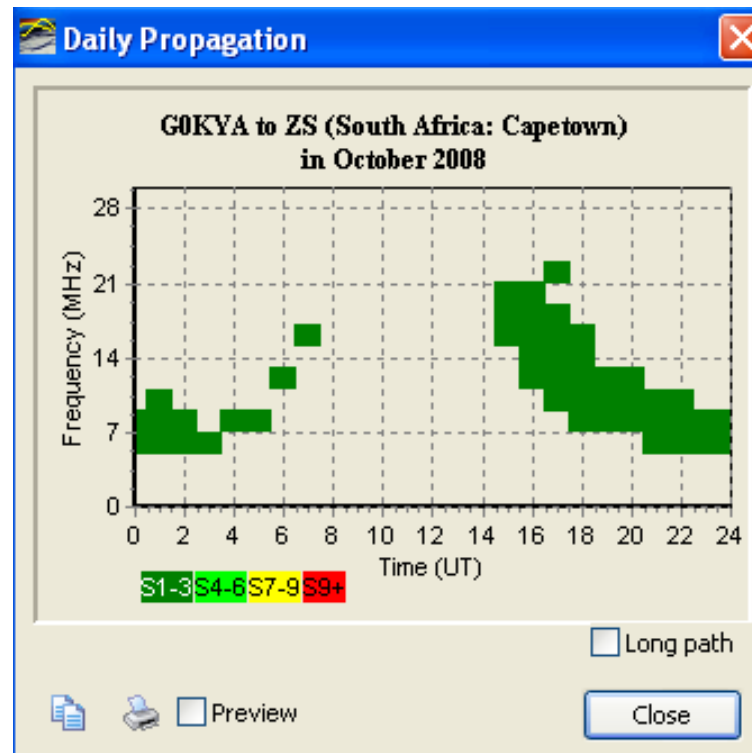 Daily Propagation
G0KYA to ZS (South Africa: Capetown)
in October 2008
Frequency (MHz)
28
21
14
7
0
0 2 4 6 8 10 12 14 16 18 20 22 24
Time (UT)
S1-3 S4-6 S7-9 S9+
Long path
Preview
Close